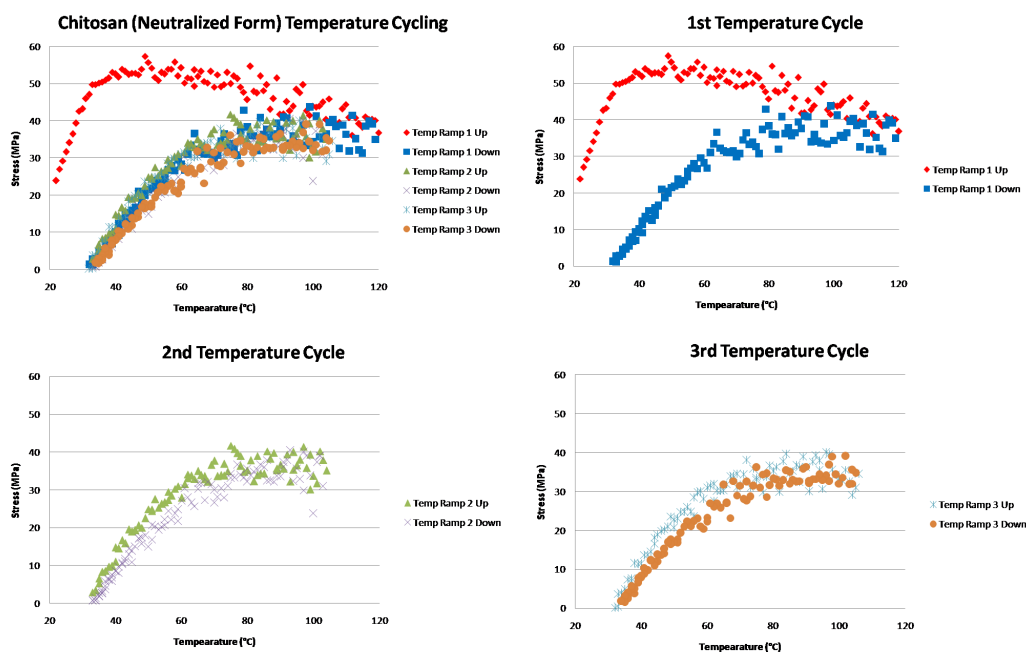 Chitosan (Neutralized Form) Temperature Cycling
60
50
40
30
20
10
0
Stress (MPa)
20 40 60 80 100 120
Tempearature (°C)
Temp Ramp 1 Up
Temp Ramp 1 Down
Temp Ramp 2 Up
Temp Ramp 2 Down
Temp Ramp 3 Up
Temp Ramp 3 Down
1st Temperature Cycle
60
50
40
30
20
10
0
Stress (MPa)
20 40 60 80 100 120
Tempearature (°C)
Temp Ramp 1 Up
Temp Ramp 1 Down
2nd Temperature Cycle
60
50
40
30
20
10
0
Stress (MPa)
20 40 60 80 100 120
Tempearature (°C)
Temp Ramp 2 Up
Temp Ramp 2 Down
3rd Temperature Cycle
60
50
40
30
20
10
0
Stress (MPa)
20 40 60 80 100 120
Tempearature (°C)
Temp Ramp 3 Up
Temp Ramp 3 Down